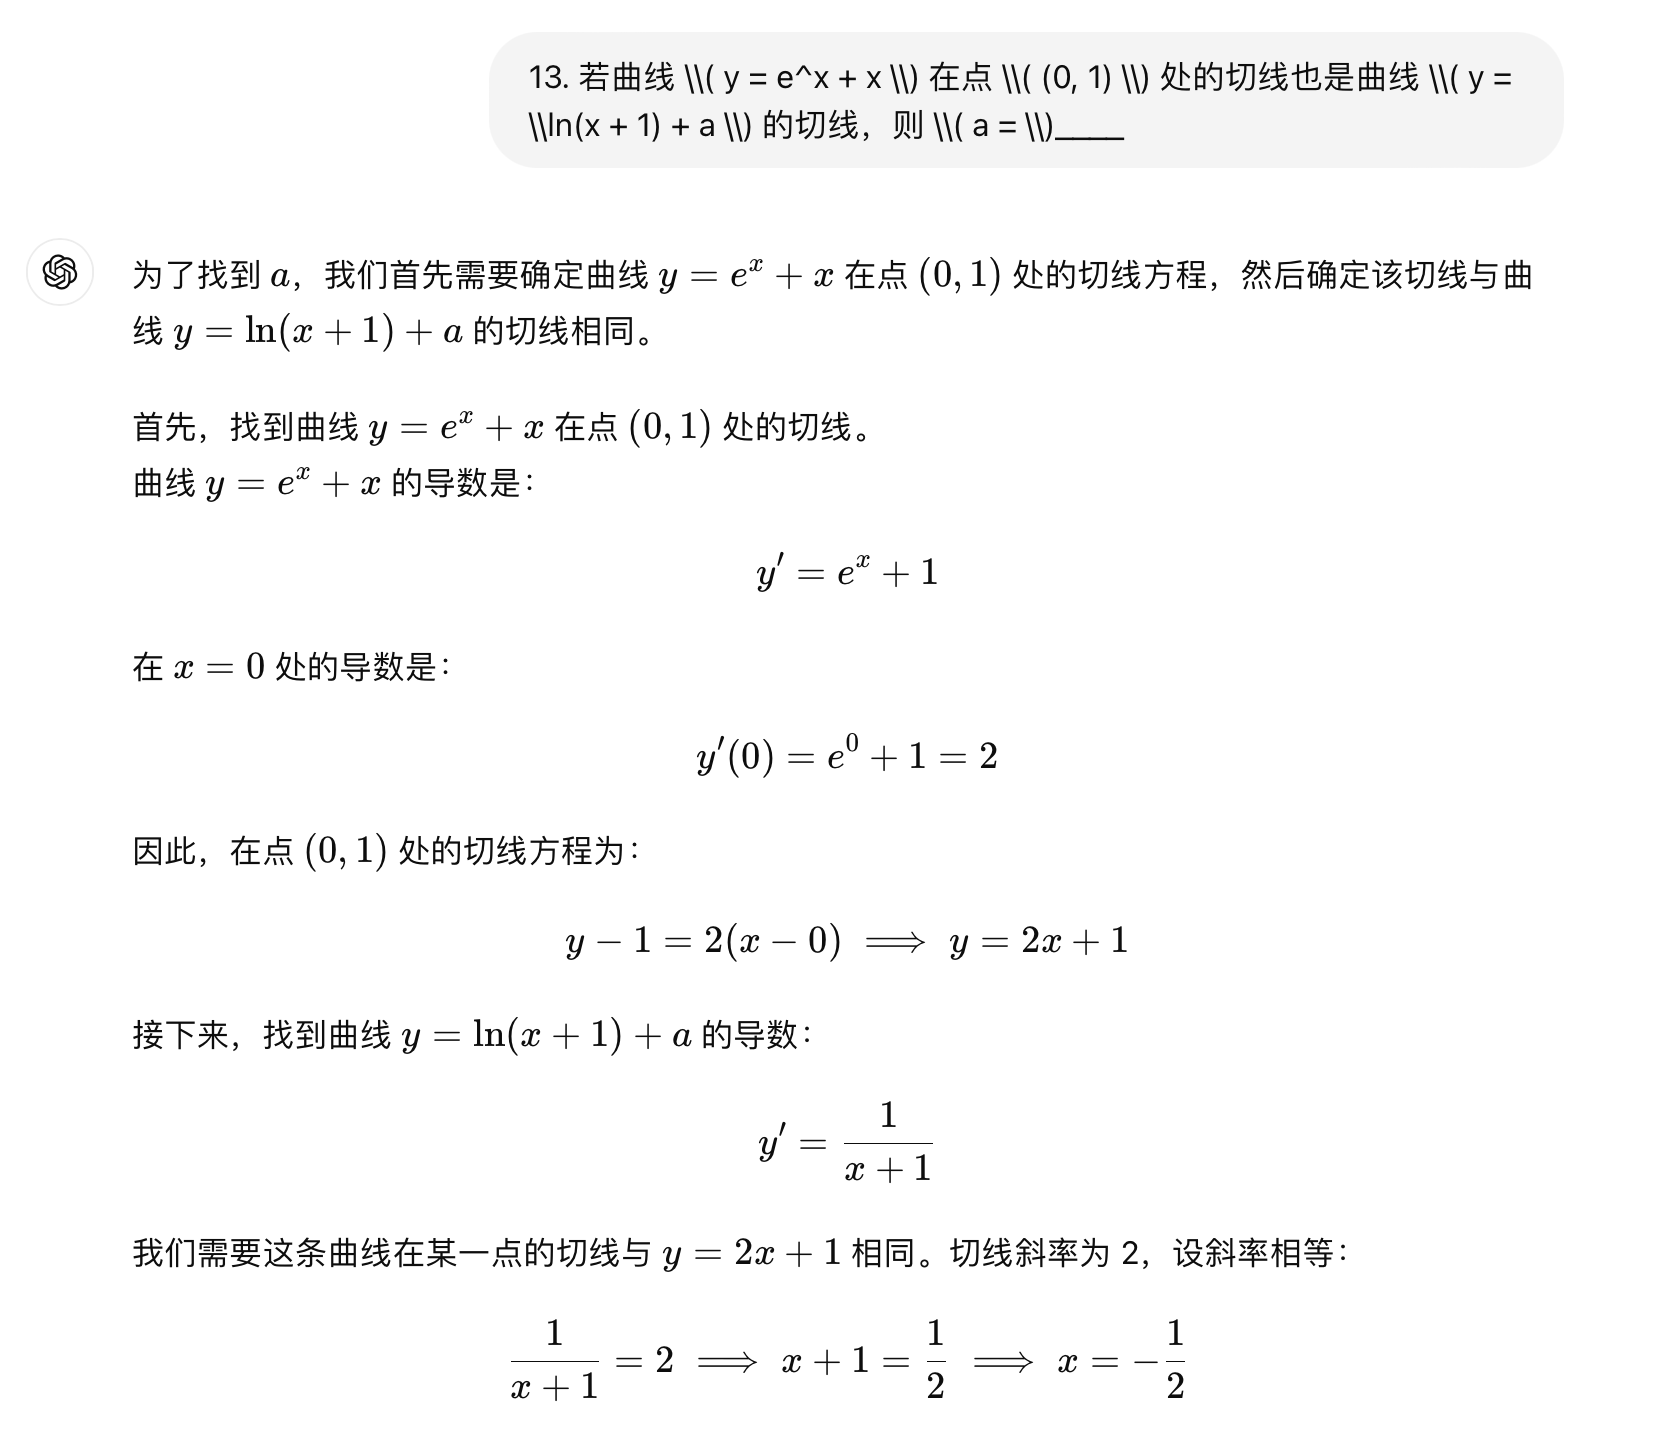 13. 若曲线 \\( y = e^x + x \\) 在点 \\( (0, 1) \\) 处的切线也是曲线 \\( y =
\\ln(x + 1) + a \\) 的切线，则 \\( a = \\)____
为了找到 a，我们首先需要确定曲线 y = e^x + x 在点 (0, 1) 处的切线方程，然后确定该切线与曲
线 y = ln(x + 1) + a 的切线相同。
首先，找到曲线 y = e^x + x 在点 (0, 1) 处的切线。
曲线 y = e^x + x 的导数是：
y′ = e^x + 1
在 x = 0 处的导数是：
y′(0) = e^0 + 1 = 2
因此，在点 (0, 1) 处的切线方程为：
y − 1 = 2(x − 0) ⟹ y = 2x + 1
接下来，找到曲线 y = ln(x + 1) + a 的导数：
y′ = \frac{1}{x + 1}
我们需要这条曲线在某一点的切线与 y = 2x + 1 相同。切线斜率为 2，设斜率相等：
\frac{1}{x + 1} = 2 ⟹ x + 1 = \frac{1}{2} ⟹ x = −\frac{1}{2}